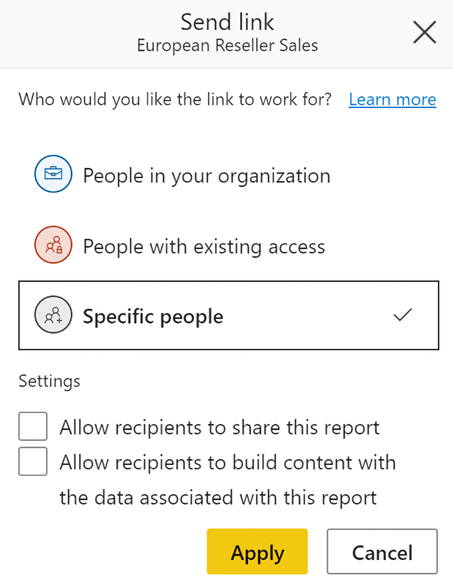 Send link
European Reseller Sales
Who would you like the link to work for? Learn more
People in your organization
People with existing access
Specific people
Settings
Allow recipients to share this report
Allow recipients to build content with
the data associated with this report
Apply Cancel